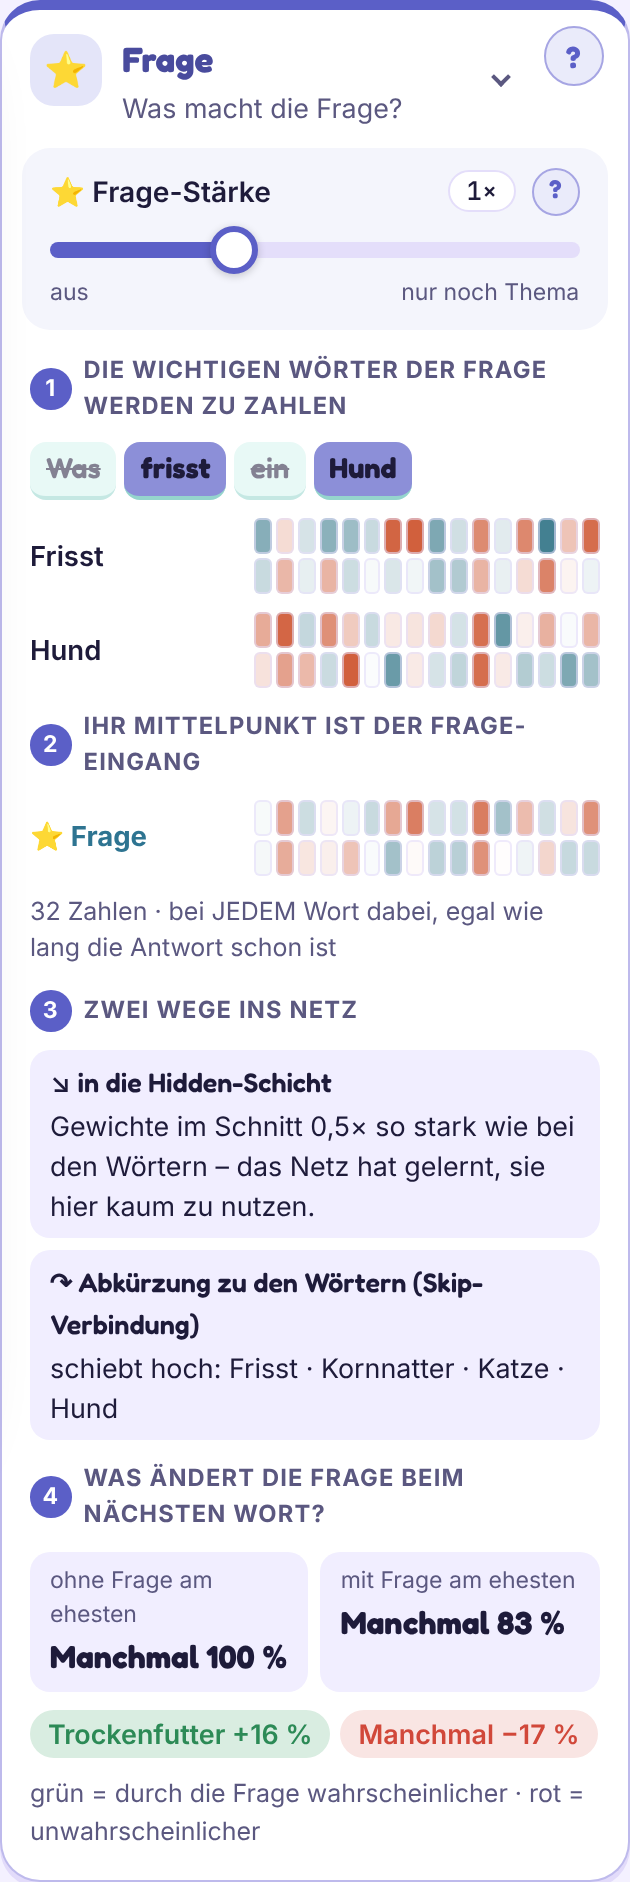 ⭐ Frage ?
Was macht die Frage?
⭐ Frage-Stärke 1× ?
aus nur noch Thema
1 DIE WICHTIGEN WÖRTER DER FRAGE
WERDEN ZU ZAHLEN
Was frisst ein Hund
Frisst
Hund
2 IHR MITTELPUNKT IST DER FRAGE-
EINGANG
⭐ Frage
32 Zahlen · bei JEDEM Wort dabei, egal wie
lang die Antwort schon ist
3 ZWEI WEGE INS NETZ
↘ in die Hidden-Schicht
Gewichte im Schnitt 0,5× so stark wie bei
den Wörtern – das Netz hat gelernt, sie
hier kaum zu nutzen.
↷ Abkürzung zu den Wörtern (Skip-
Verbindung)
schiebt hoch: Frisst · Kornnatter · Katze ·
Hund
4 WAS ÄNDERT DIE FRAGE BEIM
NÄCHSTEN WORT?
ohne Frage am
ehesten
Manchmal 100 %
mit Frage am ehesten
Manchmal 83 %
Trockenfutter +16 % Manchmal −17 %
grün = durch die Frage wahrscheinlicher · rot =
unwahrscheinlicher